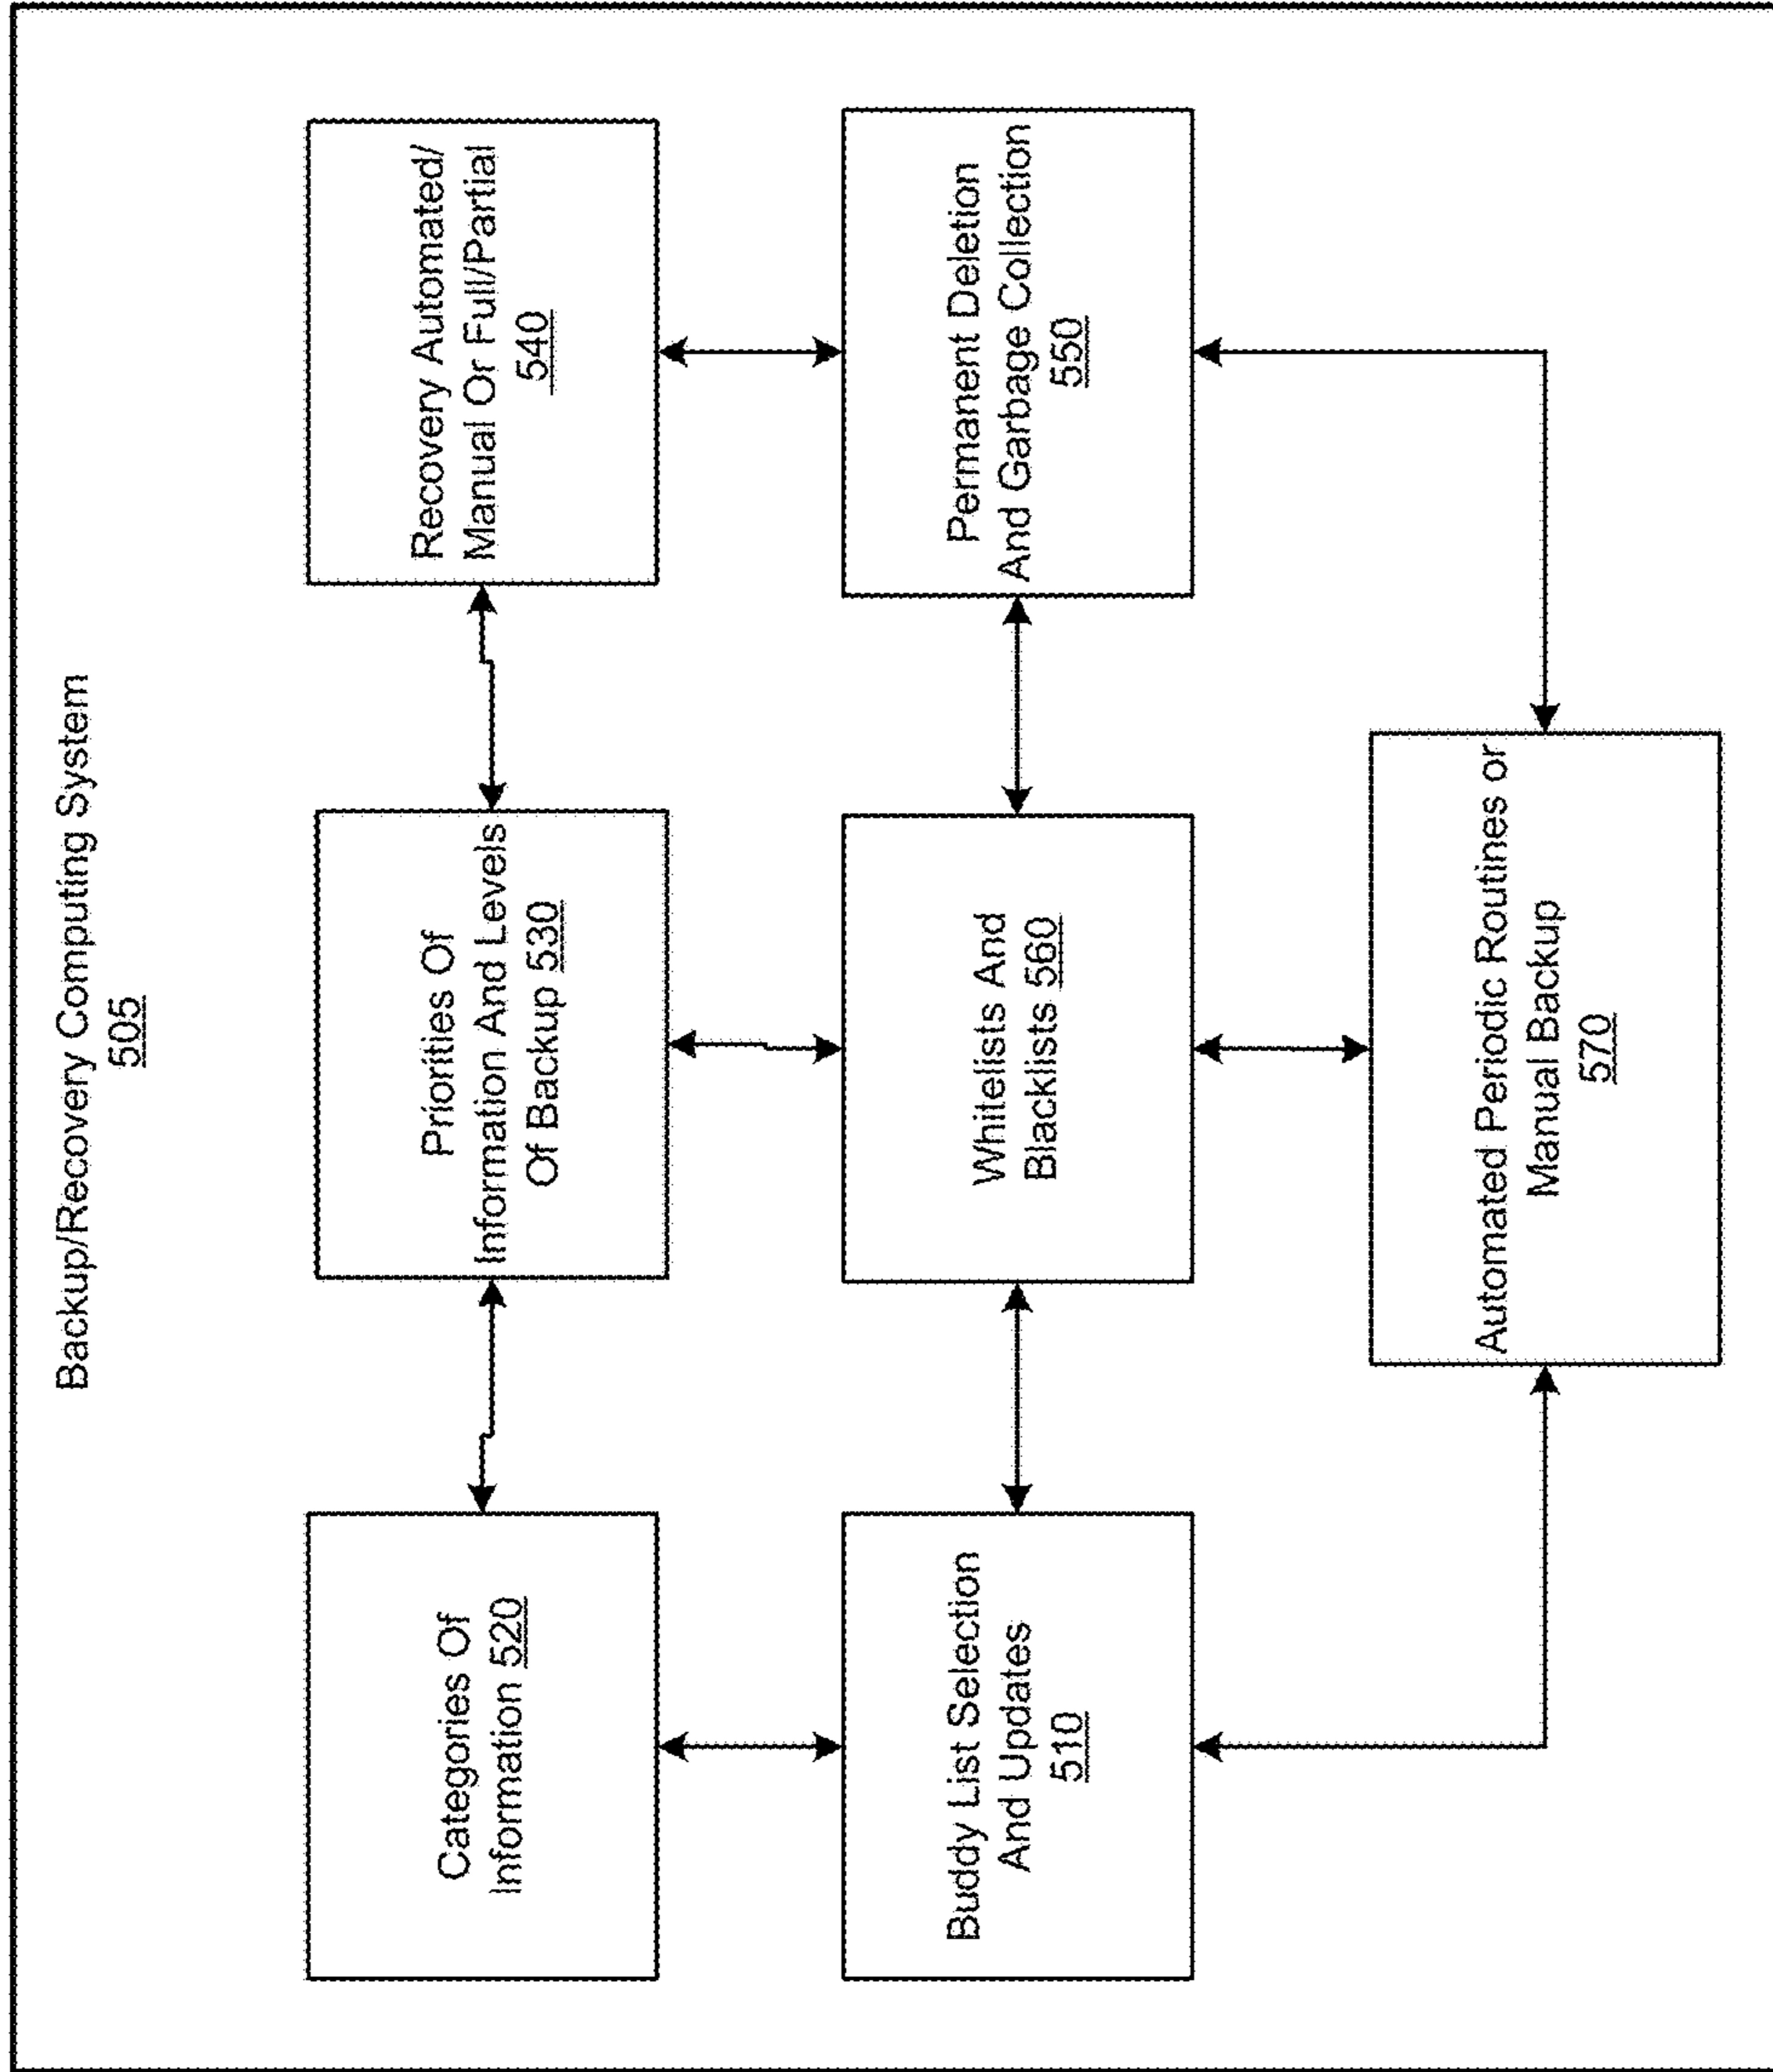 Backup/Recovery Computing System
505
Categories Of
Information 520
Priorities Of
Information And Levels
Of Backup 530
Recovery Automated/
Manual Or Full/Partial
540
Buddy List Selection
And Updates
510
Whitelists And
Blacklists 560
Permanent Deletion
And Garbage Collection
550
Automated Periodic Routines or
Manual Backup
570